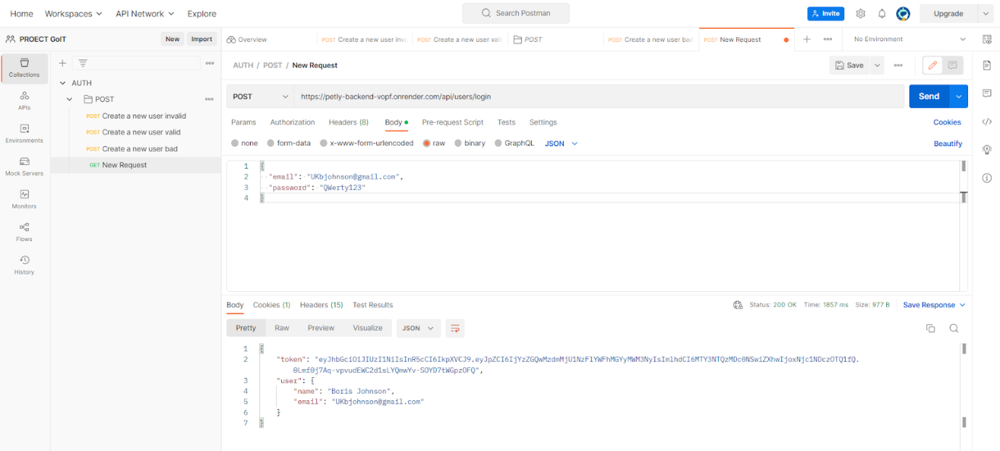 Home Workspaces API Network Explore Search Postman Invite Upgrade
PROECT GoIT New Import Overview POST Create a new user inv POST Create a new user vali POST POST Create a new user bad POST New Request No Environment
Collections
APIs
Environments
Mock Servers
Monitors
Flows
History
AUTH
POST
POST Create a new user invalid
POST Create a new user valid
POST Create a new user bad
GET New Request
AUTH / POST / New Request Save
POST https://petly-backend-vopf.onrender.com/api/users/login Send
Params Authorization Headers (8) Body Pre-request Script Tests Settings Cookies
none form-data x-www-form-urlencoded raw binary GraphQL JSON Beautify
1 {
2 "email": "UKbjohnson@gmail.com",
3 "password": "QWerty123"
4 }
Body Cookies (1) Headers (15) Test Results Status: 200 OK Time: 1857 ms Size: 977 B Save Response
Pretty Raw Preview Visualize JSON
1 {
2 "token": "eyJhbGciOiJIUzI1NiIsInR5cCI6IkpXVCJ9.eyJpZCI6IjYzZGQwMzdmMjU1NzFlYWFhMGYyMWM3NyIsImlhdCI6MTY3NTQzMDc0NSwiZXhwIjoxNjc1NDczOTQ1fQ.
0Lmf0j7Aq-vpvudEWC2d1sLYQmwYv-SOYD7tWGpzOFQ",
3 "user": {
4 "name": "Boris Johnson",
5 "email": "UKbjohnson@gmail.com"
6 }
7 }